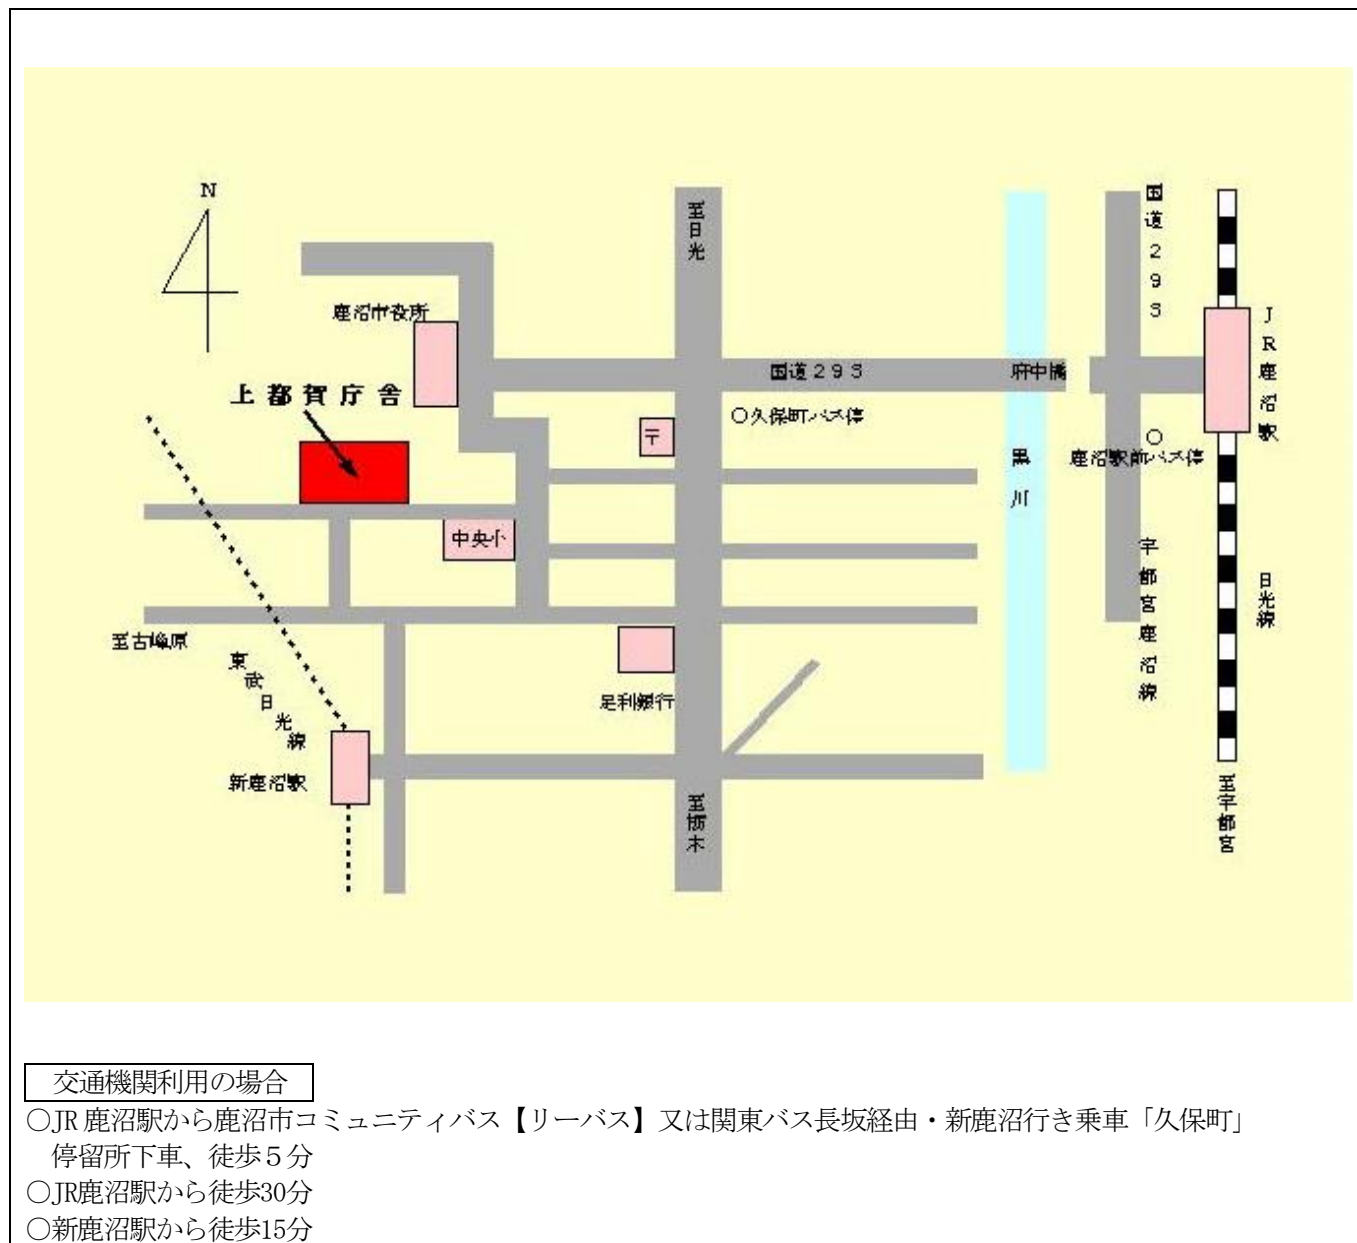 N
至日光
国道293
鹿沼市役所
JR鹿沼駅
国道293
府中橋
上都賀庁舎
〇久保町バス停
〒
〇
鹿沼駅前バス停
黒川
中央小
宇都宮鹿沼線
日光線
至古峰原
東武日光線
足利銀行
新鹿沼駅
至栃木
至宇都宮
交通機関利用の場合
〇JR鹿沼駅から鹿沼市コミュニティバス【リーバス】又は関東バス長坂経由・新鹿沼行き乗車「久保町」
停留所下車、徒歩５分
〇JR鹿沼駅から徒歩30分
〇新鹿沼駅から徒歩15分